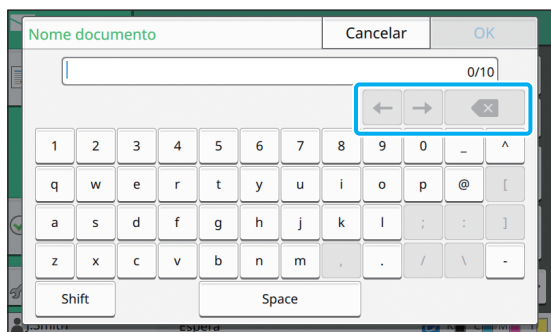 Nome documento Cancelar OK
0/10
1 2 3 4 5 6 7 8 9 0 _ ^
q w e r t y u i o p @ [
a s d f g h j k l ; : ]
z x c v b n m , . / \ -
Shift Space
J.Smith Espera K C M Y